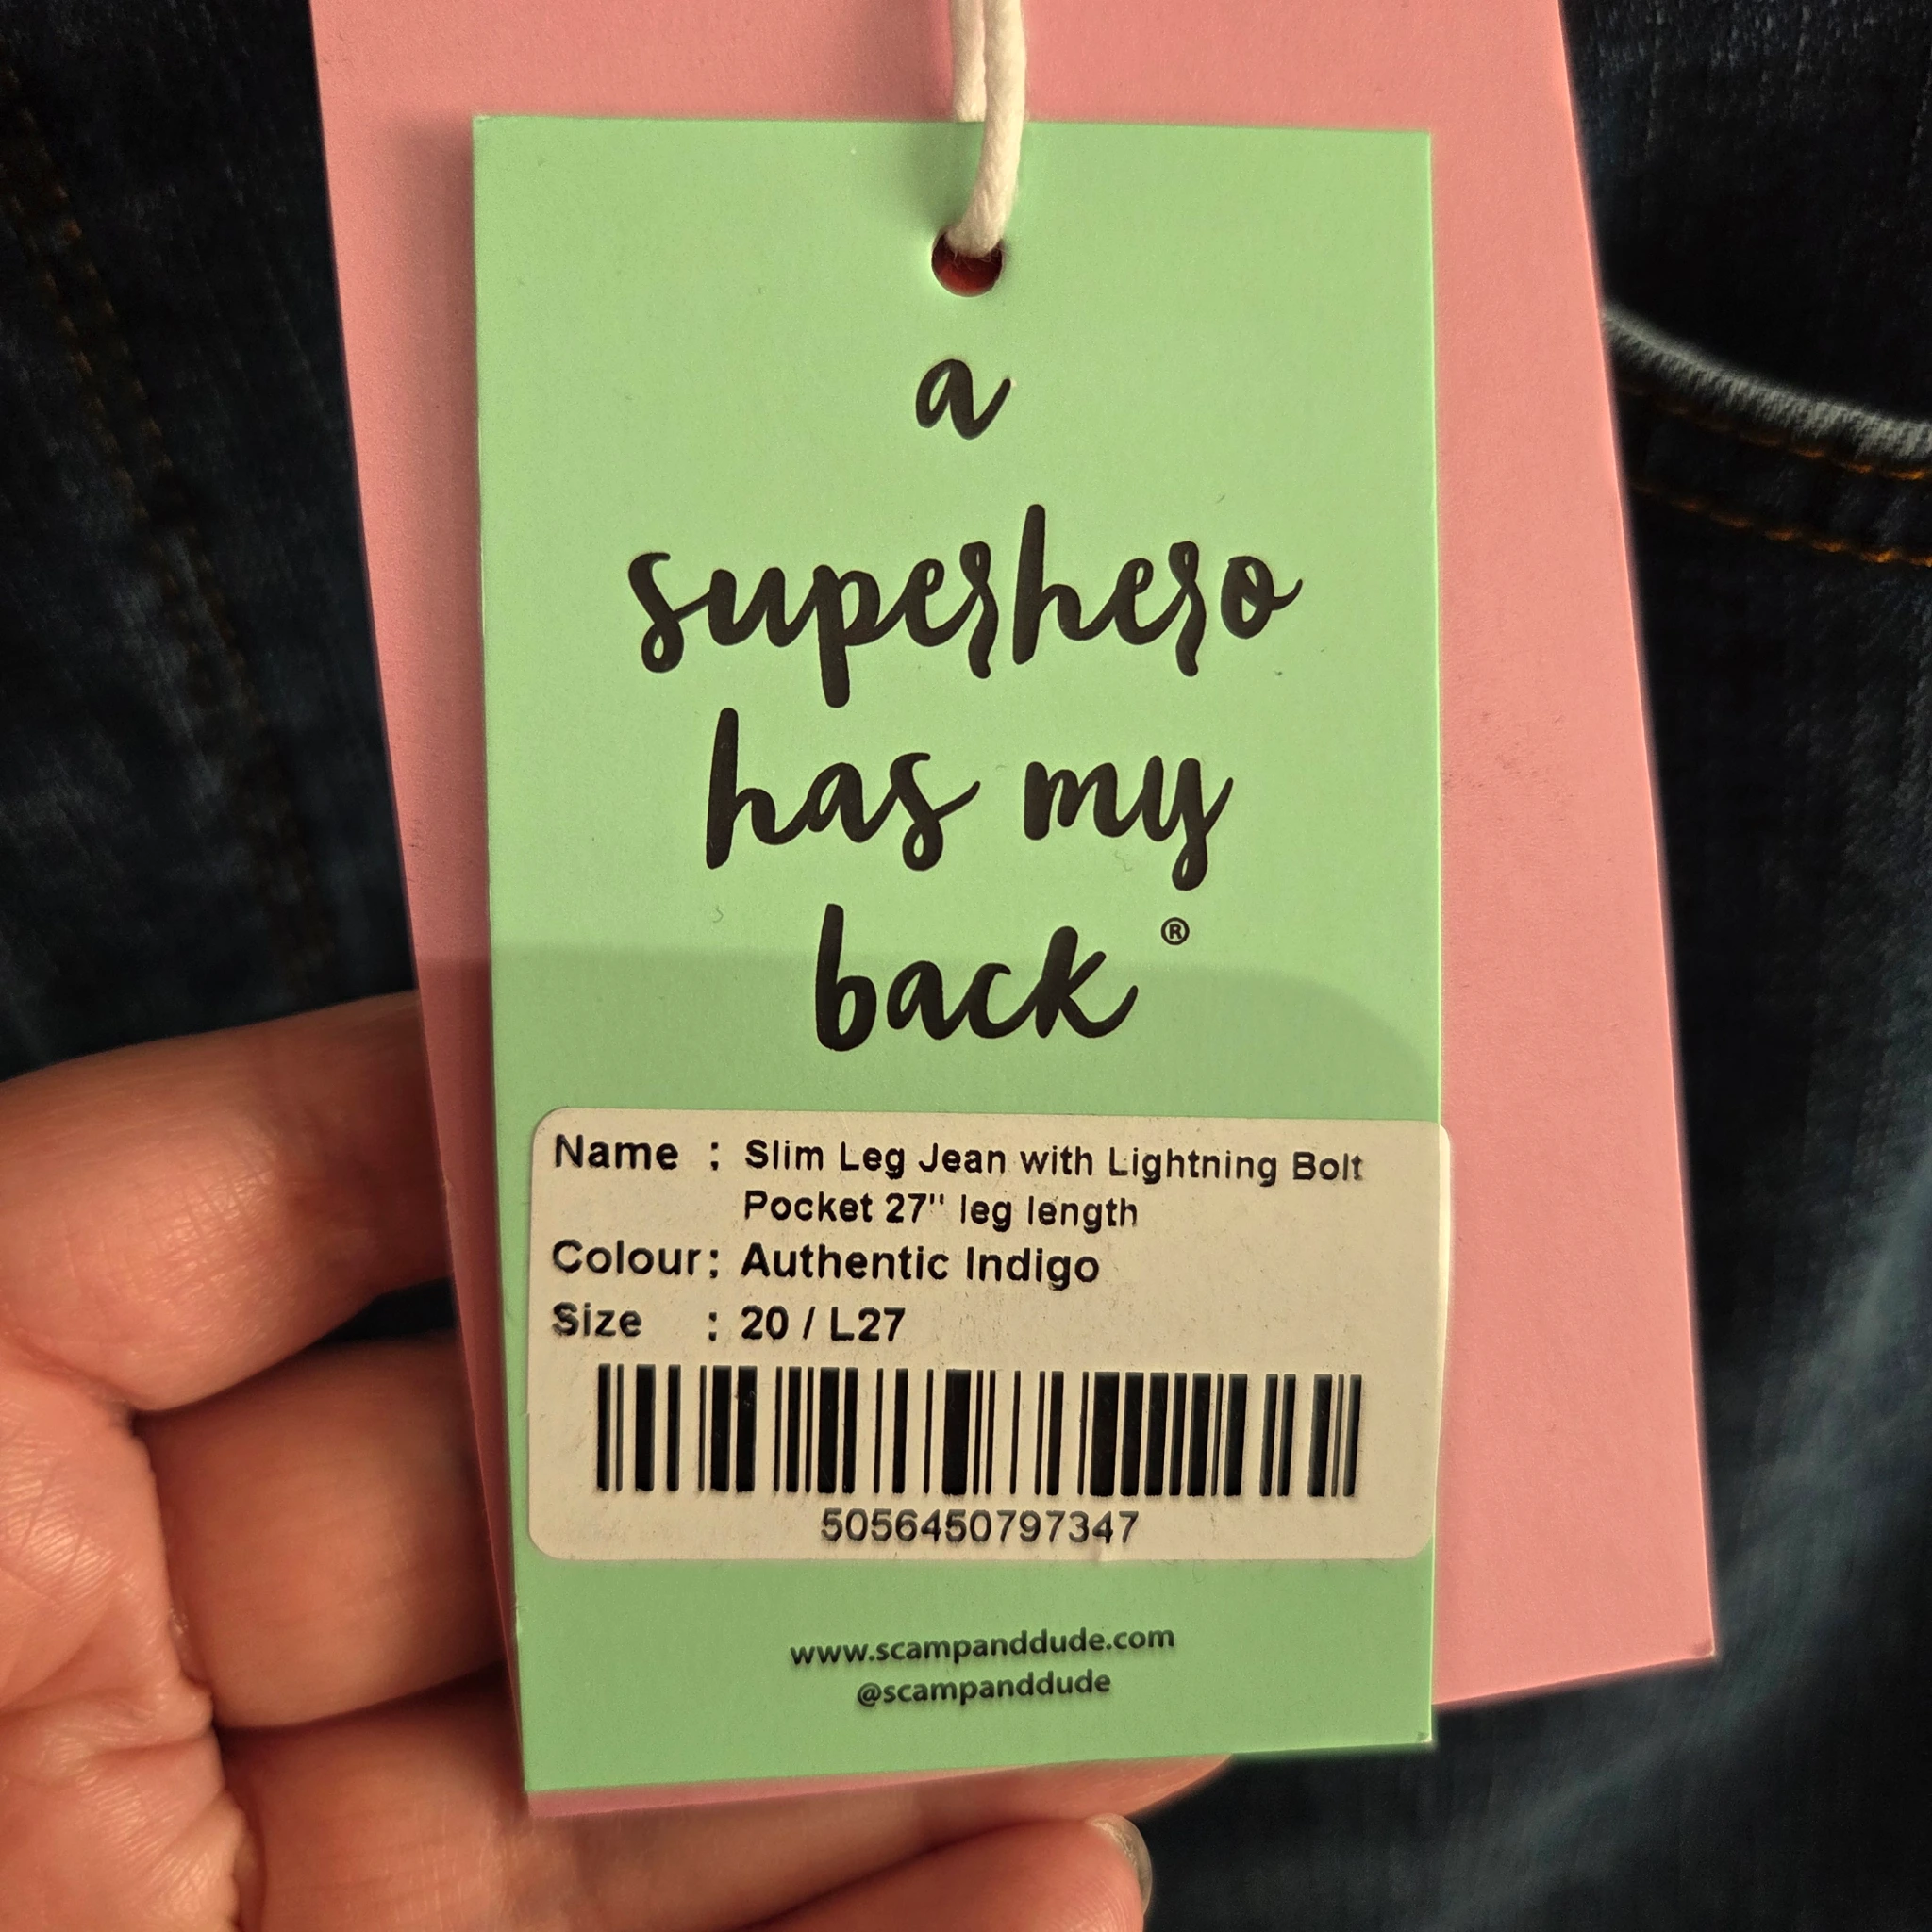 a
superhero
has my
back ®
Name : Slim Leg Jean with Lightning Bolt
Pocket 27" leg length
Colour: Authentic Indigo
Size : 20 / L27
5056450797347
www.scampanddude.com
@scampanddude